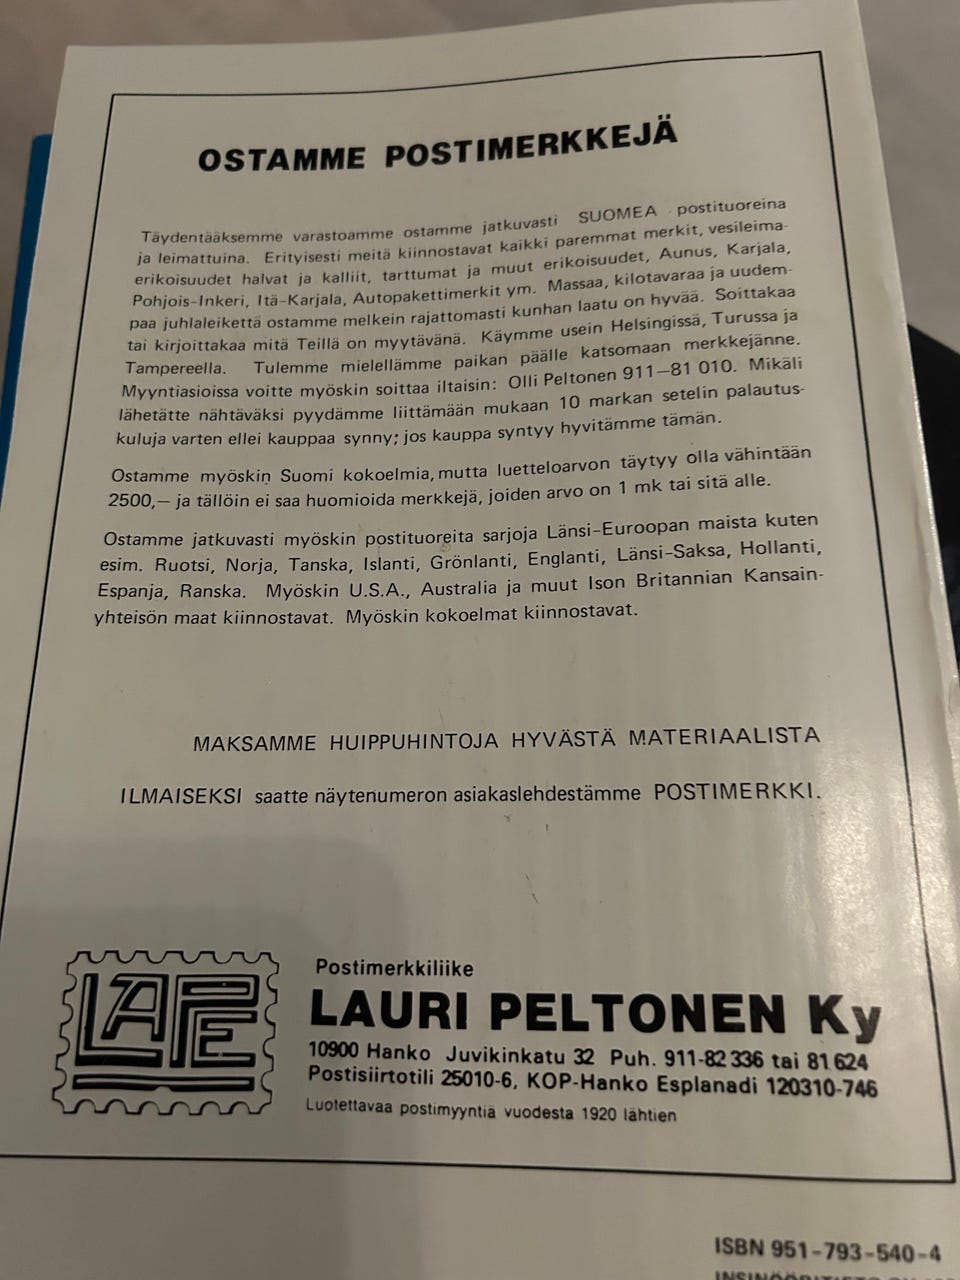 OSTAMME POSTIMERKKEJÄ
Täydentääksemme varastoamme ostamme jatkuvasti SUOMEA postituoreina
ja leimattuina. Erityisesti meitä kiinnostavat kaikki paremmat merkit, vesileima-
erikoisuudet halvat ja kalliit, tarttumat ja muut erikoisuudet, Aunus, Karjala,
Pohjois-Inkeri, Itä-Karjala, Autopakettimerkit ym. Massaa, kilotavaraa ja uudem-
paa juhlaleikettä ostamme melkein rajattomasti kunhan laatu on hyvää. Soittakaa
tai kirjoittakaa mitä Teillä on myytävänä. Käymme usein Helsingissä, Turussa ja
Tampereella. Tulemme mielellämme paikan päälle katsomaan merkkejänne.
Myyntiasioissa voitte myöskin soittaa iltaisin: Olli Peltonen 911–81 010. Mikäli
lähetätte nähtäväksi pyydämme liittämään mukaan 10 markan setelin palautus-
kuluja varten ellei kauppaa synny; jos kauppa syntyy hyvitämme tämän.
Ostamme myöskin Suomi kokoelmia, mutta luetteloarvon täytyy olla vähintään
2500,— ja tällöin ei saa huomioida merkkejä, joiden arvo on 1 mk tai sitä alle.
Ostamme jatkuvasti myöskin postituoreita sarjoja Länsi-Euroopan maista kuten
esim. Ruotsi, Norja, Tanska, Islanti, Grönlanti, Englanti, Länsi-Saksa, Hollanti,
Espanja, Ranska. Myöskin U.S.A., Australia ja muut Ison Britannian Kansain-
yhteisön maat kiinnostavat. Myöskin kokoelmat kiinnostavat.
MAKSAMME HUIPPUHINTOJA HYVÄSTÄ MATERIAALISTA
ILMAISEKSI saatte näytenumeron asiakaslehdestämme POSTIMERKKI.
LAPE
Postimerkkiliike
LAURI PELTONEN Ky
10900 Hanko Juvikinkatu 32 Puh. 911-82 336 tai 81 624
Postisiirtotili 25010-6, KOP-Hanko Esplanadi 120310-746
Luotettavaa postimyyntiä vuodesta 1920 lähtien
ISBN 951-793-540-4